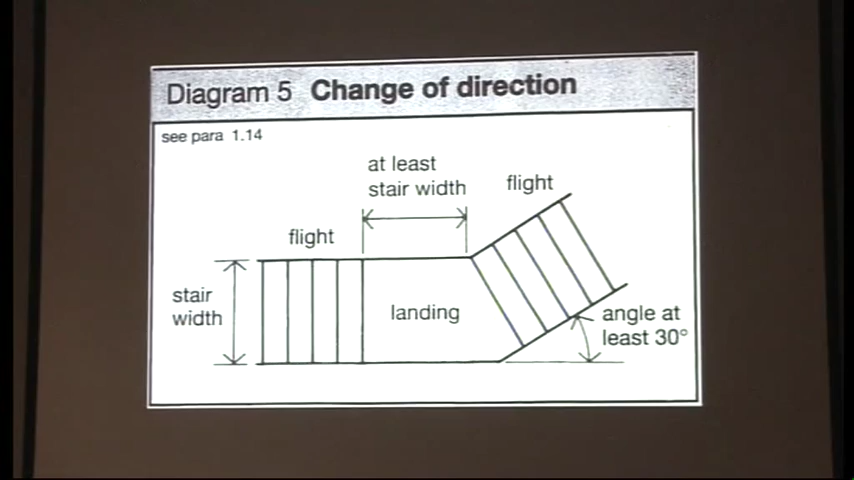 Diagram 5 Change of direction
see para 1.14
at least
stair width
flight
flight
stair
width
landing
angle at
least 30°